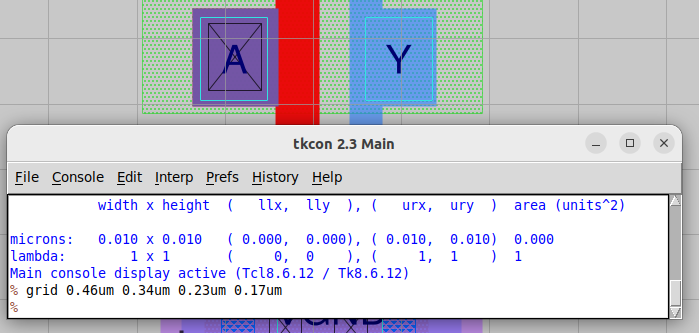 A
Y
tkcon 2.3 Main
File Console Edit Interp Prefs History Help
width x height ( llx, lly ), ( urx, ury ) area (units^2)
microns: 0.010 x 0.010 ( 0.000, 0.000), ( 0.010, 0.010) 0.000
lambda: 1 x 1 ( 0, 0 ), ( 1, 1 ) 1
Main console display active (Tcl8.6.12 / Tk8.6.12)
% grid 0.46um 0.34um 0.23um 0.17um
%